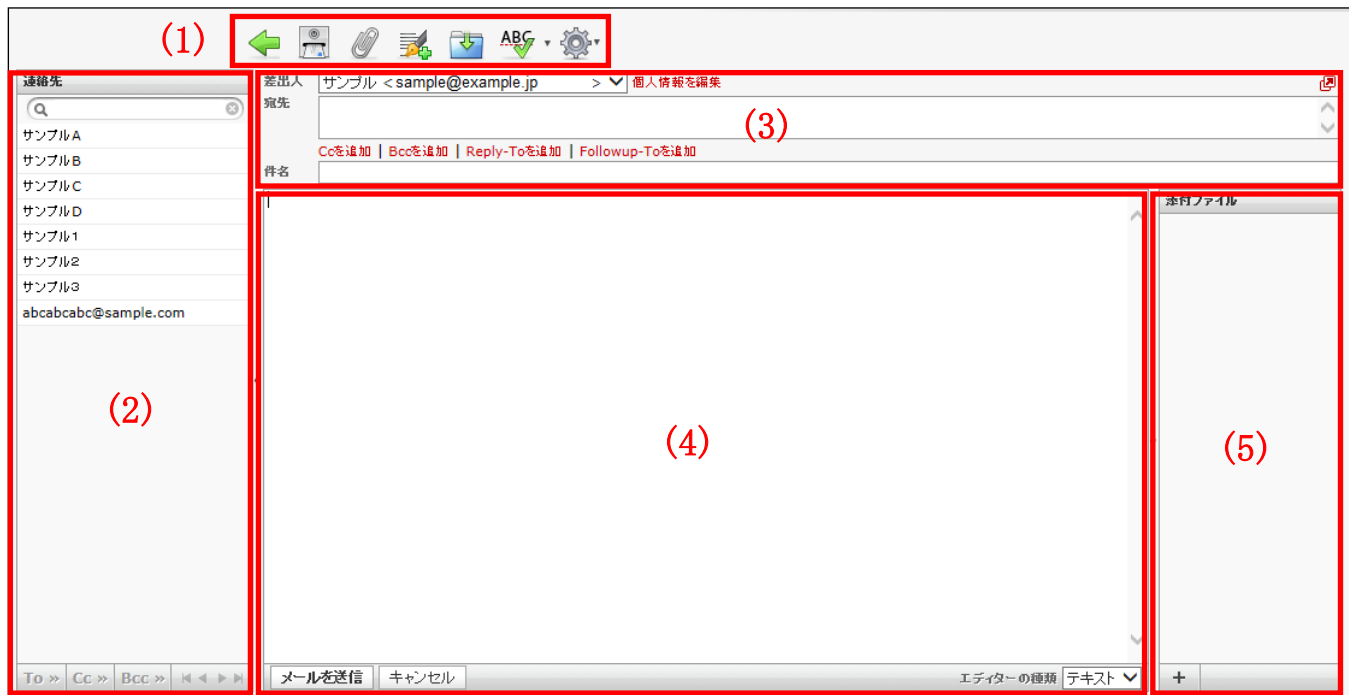 (1)
ABC
連絡先
サンプルA
サンプルB
サンプルC
サンプルD
サンプル1
サンプル2
サンプル3
abcabcabc@sample.com
(2)
To » Cc » Bcc »
差出人 サンプル <sample@example.jp > 個人情報を編集
宛先
(3)
Ccを追加 | Bccを追加 | Reply-Toを追加 | Followup-Toを追加
件名
(4)
メールを送信 キャンセル エディターの種類 テキスト
添付ファイル
(5)
+